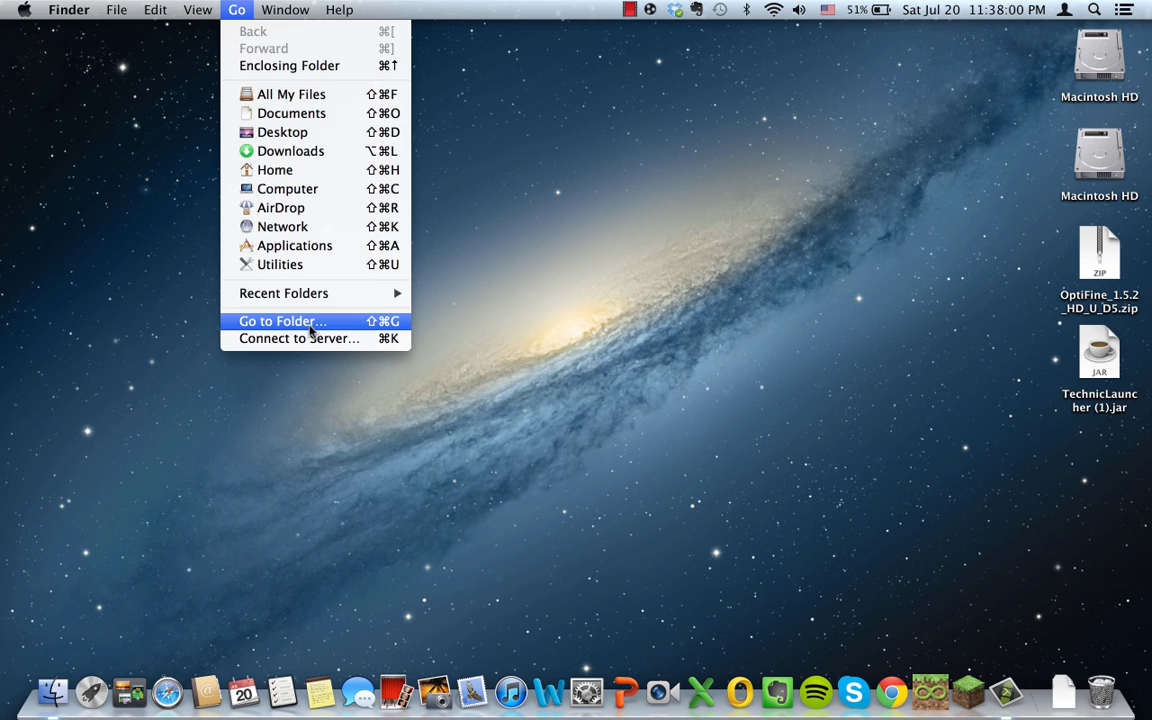 Finder File Edit View Go Window Help 51% Sat Jul 20 11:38:00 PM
Back ⌘[
Forward ⌘]
Enclosing Folder ⌘↑
All My Files ⇧⌘F
Documents ⇧⌘O
Desktop ⇧⌘D
Downloads ⌥⌘L
Home ⇧⌘H
Computer ⇧⌘C
AirDrop ⇧⌘R
Network ⇧⌘K
Applications ⇧⌘A
Utilities ⇧⌘U
Recent Folders
Go to Folder... ⇧⌘G
Connect to Server... ⌘K
Macintosh HD
Macintosh HD
ZIP
OptiFine_1.5.2
_HD_U_D5.zip
JAR
TechnicLaunc
her (1).jar
20